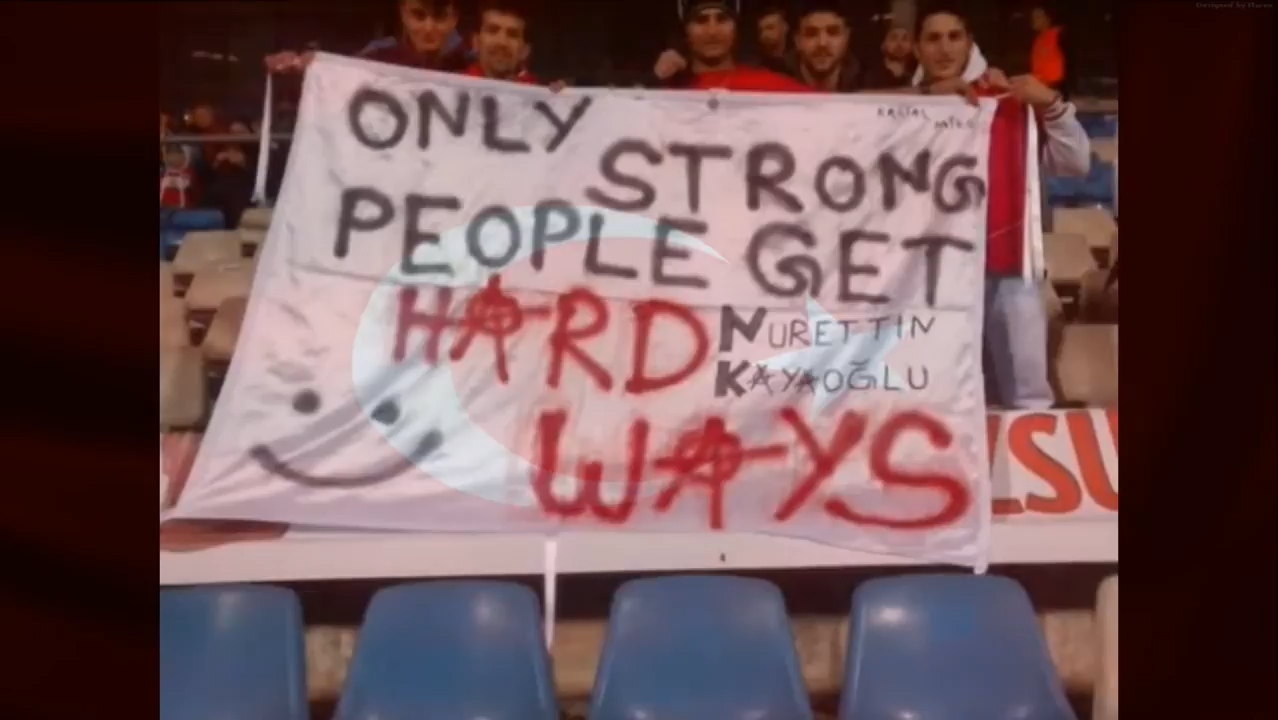 ONLY
STRONG
PEOPLE GET
HARD
NURETTIN
KAYAOĞLU
WAYS